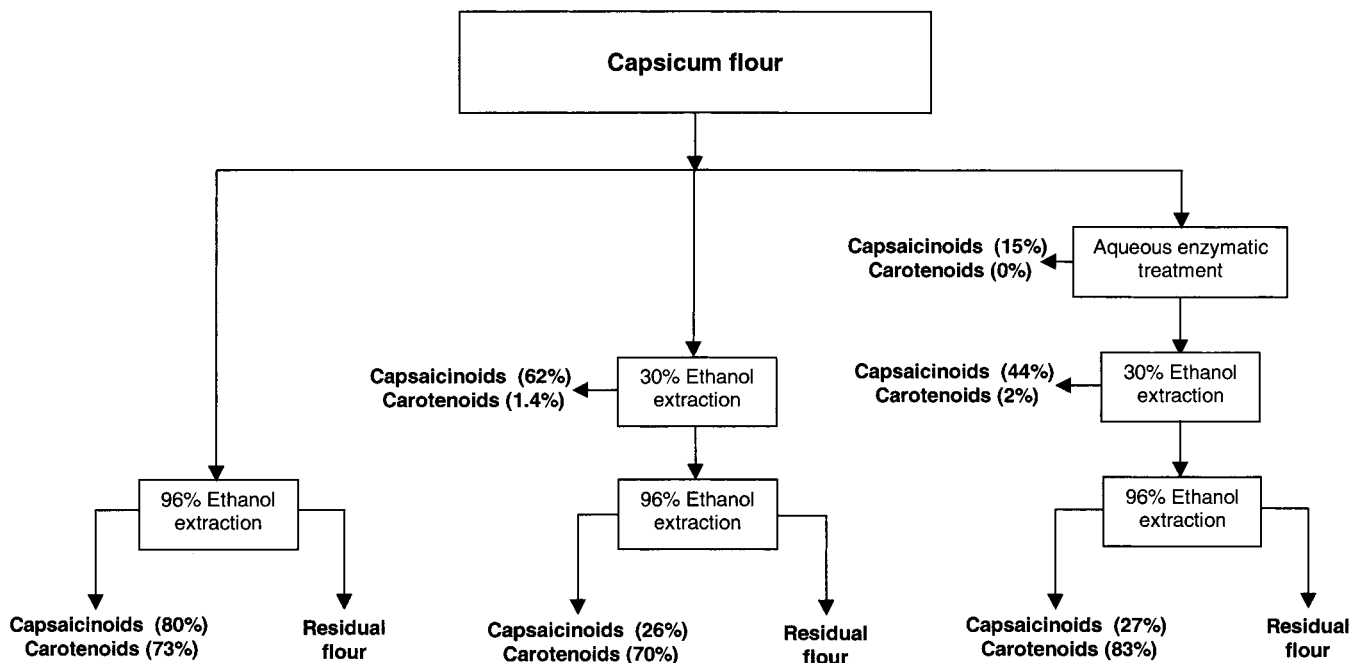 Capsicum flour
Capsaicinoids (15%)
Carotenoids (0%)
Aqueous enzymatic
treatment
Capsaicinoids (62%)
Carotenoids (1.4%)
30% Ethanol
extraction
Capsaicinoids (44%)
Carotenoids (2%)
30% Ethanol
extraction
96% Ethanol
extraction
96% Ethanol
extraction
96% Ethanol
extraction
Capsaicinoids (80%)
Carotenoids (73%)
Residual
flour
Capsaicinoids (26%)
Carotenoids (70%)
Residual
flour
Capsaicinoids (27%)
Carotenoids (83%)
Residual
flour